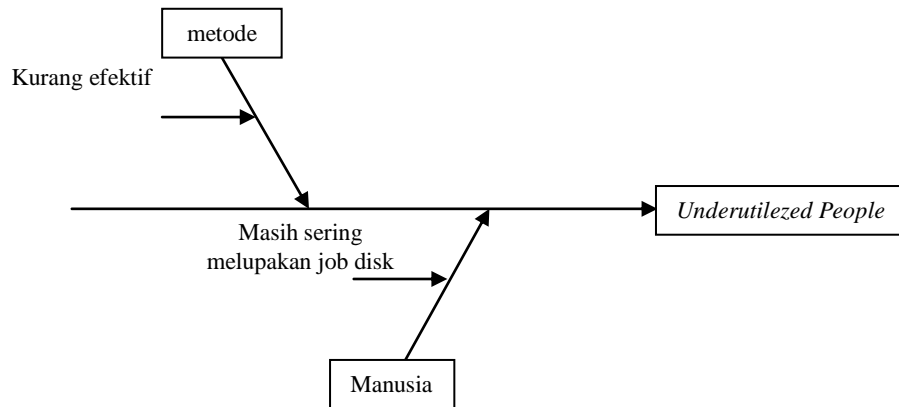 metode
Kurang efektif
Underutilezed People
Masih sering
melupakan job disk
Manusia